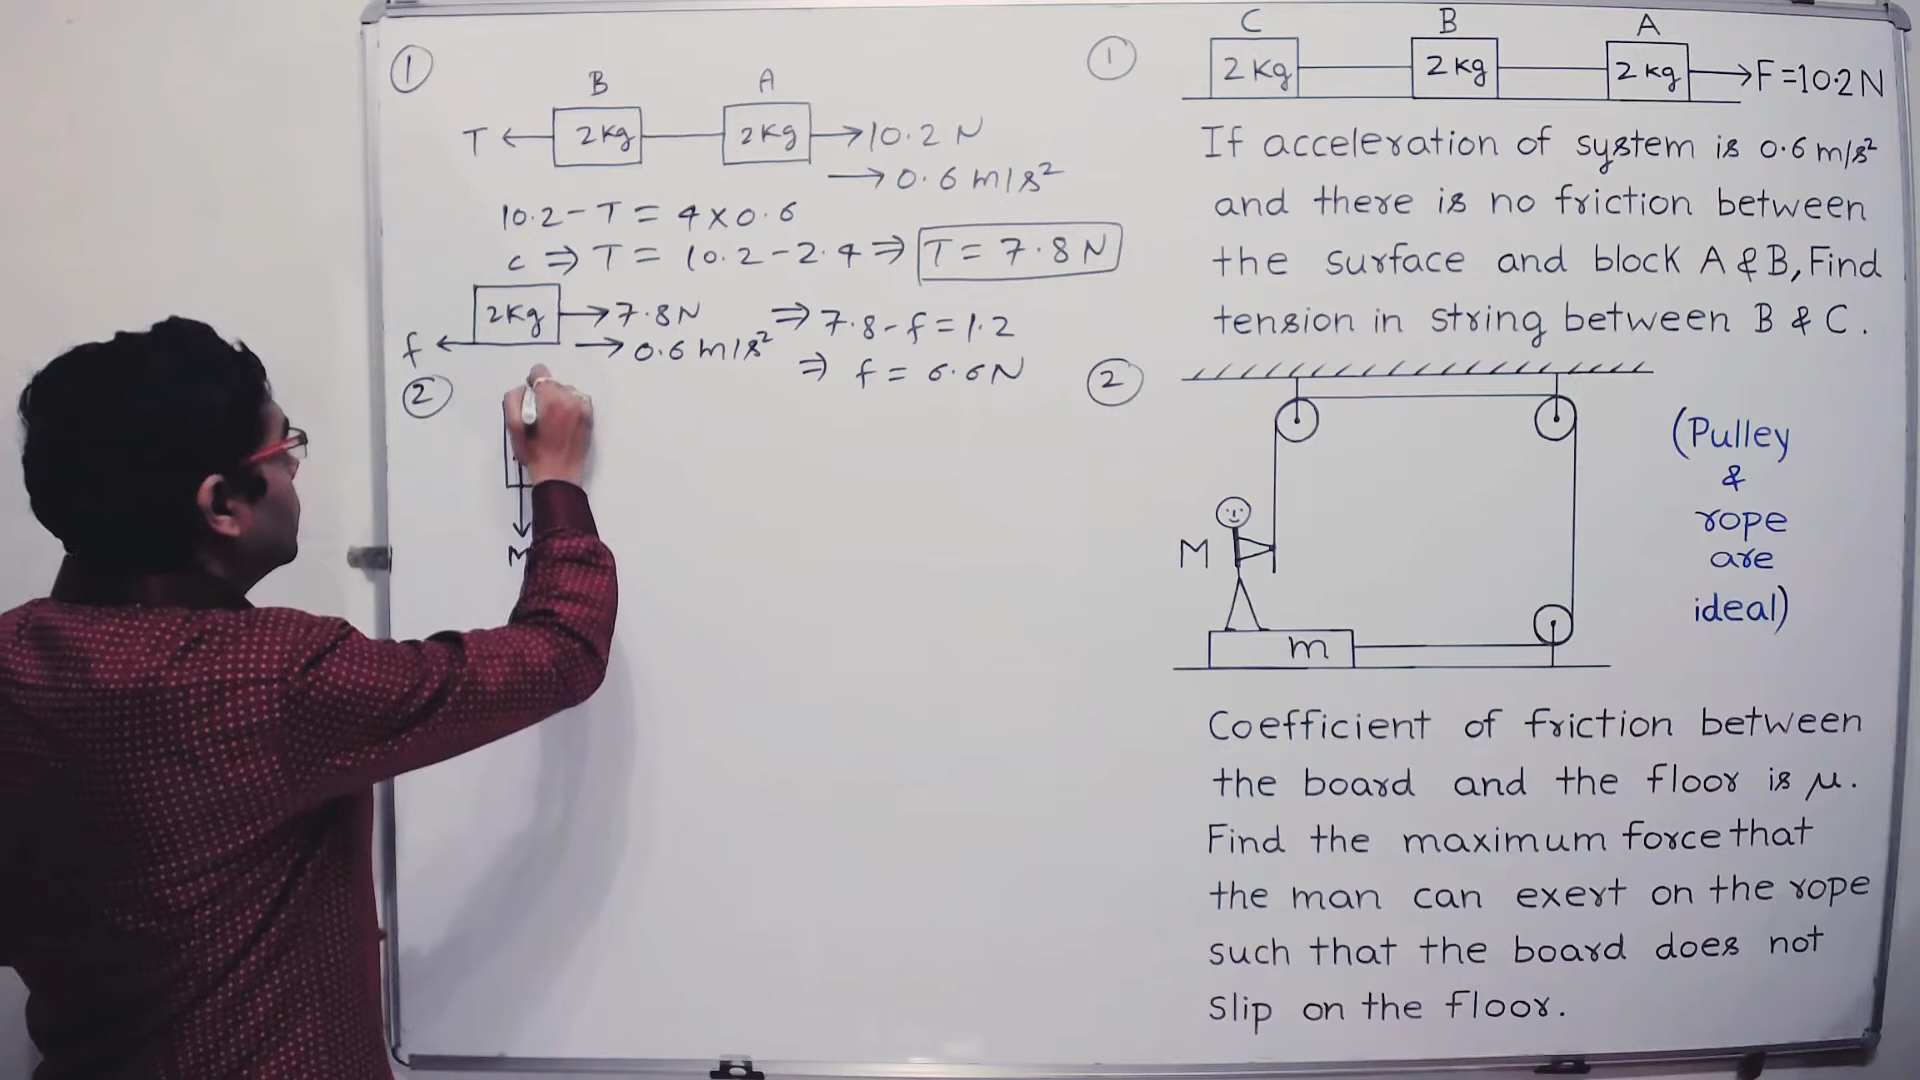 ①
B A
T ← 2kg 2kg → 10.2 N
→ 0.6 m/s²
10.2 - T = 4 × 0.6
⇒ T = 10.2 - 2.4 ⇒ T = 7.8 N
C
f ← 2kg → 7.8N ⇒ 7.8 - f = 1.2
→ 0.6 m/s² ⇒ f = 6.6N
②
M
①
C B A
2 kg 2 kg 2 kg → F = 10.2 N
If acceleration of system is 0.6 m/s²
and there is no friction between
the surface and block A & B, Find
tension in string between B & C.
②
M
m
(Pulley
&
rope
are
ideal)
Coefficient of friction between
the board and the floor is μ.
Find the maximum force that
the man can exert on the rope
such that the board does not
slip on the floor.